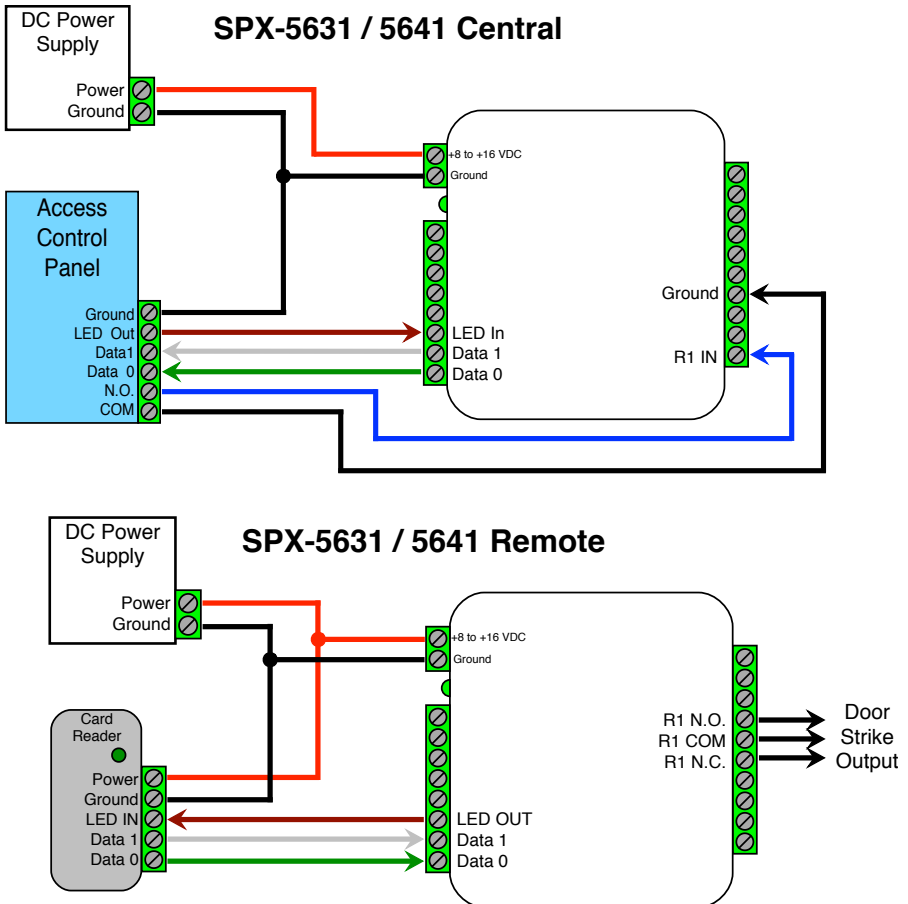 SPX-5631 / 5641 Central
DC Power
Supply
Power
Ground
+8 to +16 VDC
Ground
Access
Control
Panel
Ground
LED Out
Data1
Data 0
N.O.
COM
LED In
Data 1
Data 0
Ground
R1 IN
SPX-5631 / 5641 Remote
DC Power
Supply
Power
Ground
+8 to +16 VDC
Ground
Card
Reader
Power
Ground
LED IN
Data 1
Data 0
LED OUT
Data 1
Data 0
R1 N.O.
R1 COM
R1 N.C.
Door
Strike
Output